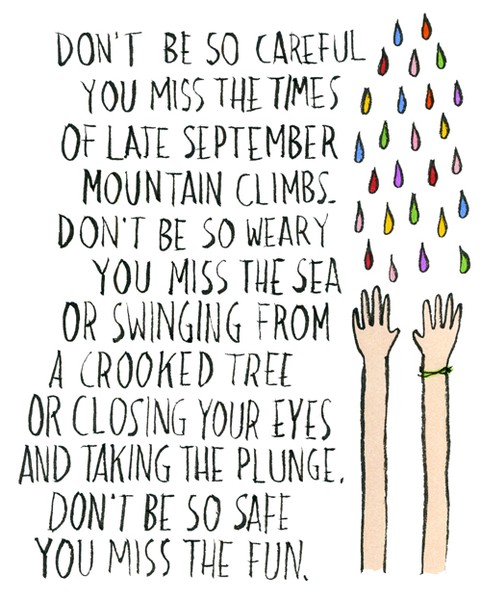 DON'T BE SO CAREFUL
YOU MISS THE TIMES
OF LATE SEPTEMBER
MOUNTAIN CLIMBS.
DON'T BE SO WEARY
YOU MISS THE SEA
OR SWINGING FROM
A CROOKED TREE
OR CLOSING YOUR EYES
AND TAKING THE PLUNGE.
DON'T BE SO SAFE
YOU MISS THE FUN.